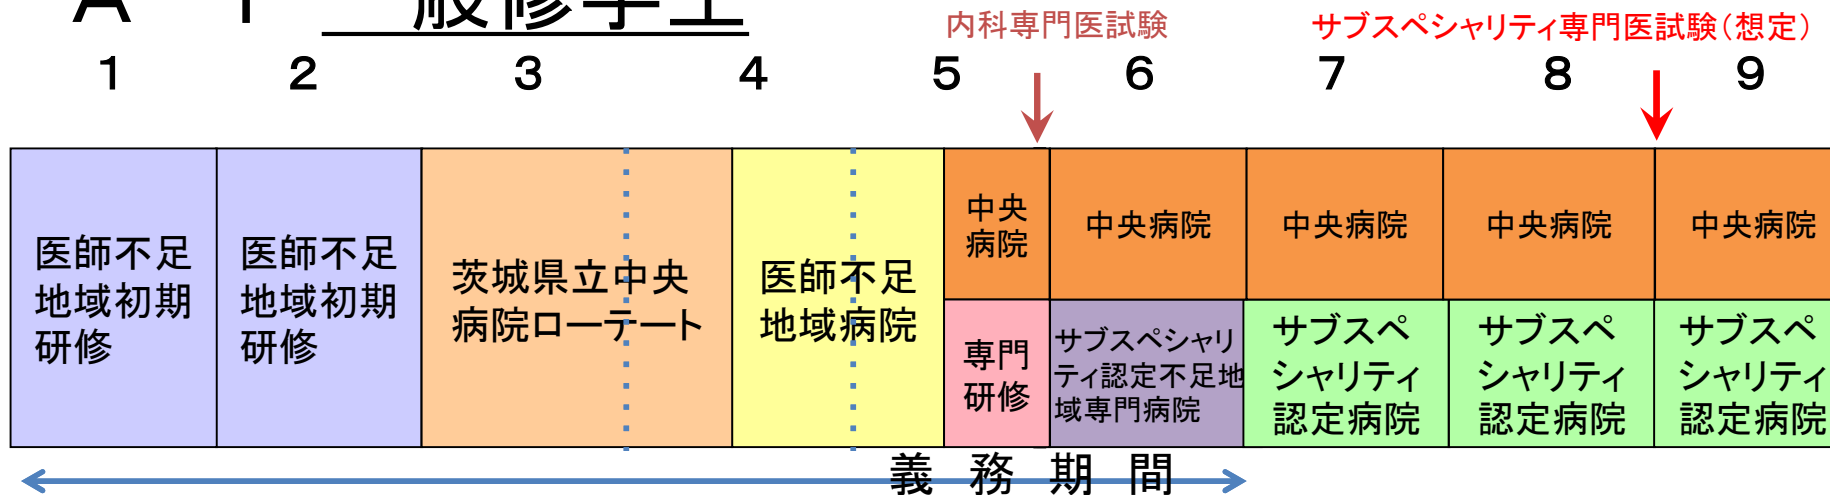 般修学生
内科専門医試験
サブスペシャリティ専門医試験(想定)
1 2 3 4 5 6 7 8 9
医師不足
地域初期
研修
医師不足
地域初期
研修
茨城県立中央
病院ローテート
医師不足
地域病院
中央
病院
中央病院
中央病院
中央病院
中央病院
専門
研修
サブスペシャリ
ティ認定不足地
域専門病院
サブスペ
シャリティ
認定病院
サブスペ
シャリティ
認定病院
サブスペ
シャリティ
認定病院
義務期間